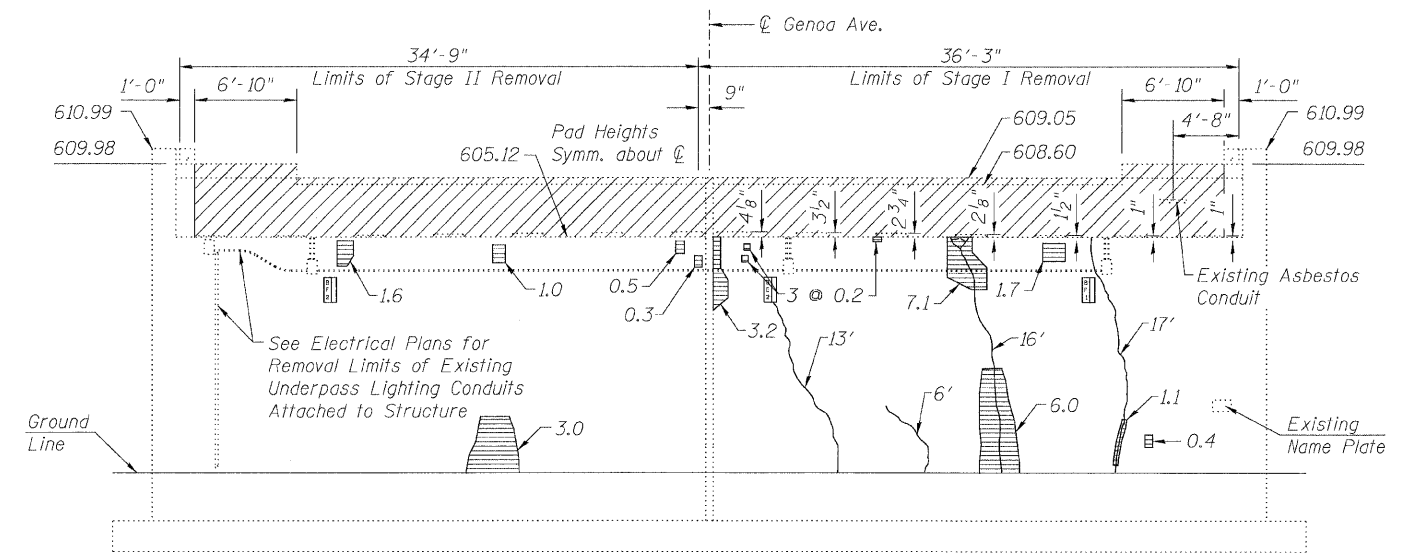 ℄ Genoa Ave.
34'-9"
Limits of Stage II Removal
36'-3"
Limits of Stage I Removal
1'-0"
6'-10"
9"
6'-10"
1'-0"
4'-8"
610.99
609.98
610.99
609.98
Pad Heights
Symm. about ℄
605.12
609.05
608.60
4 1/8"
3 1/2"
2 3/4"
2 1/8"
1 1/2"
1"
1"
Existing Asbestos
Conduit
1.6
1.0
0.5
0.3
3.2
3 @ 0.2
7.1
1.7
See Electrical Plans for
Removal Limits of Existing
Underpass Lighting Conduits
Attached to Structure
13'
6'
16'
17'
6.0
1.1
0.4
3.0
Ground
Line
Existing
Name Plate